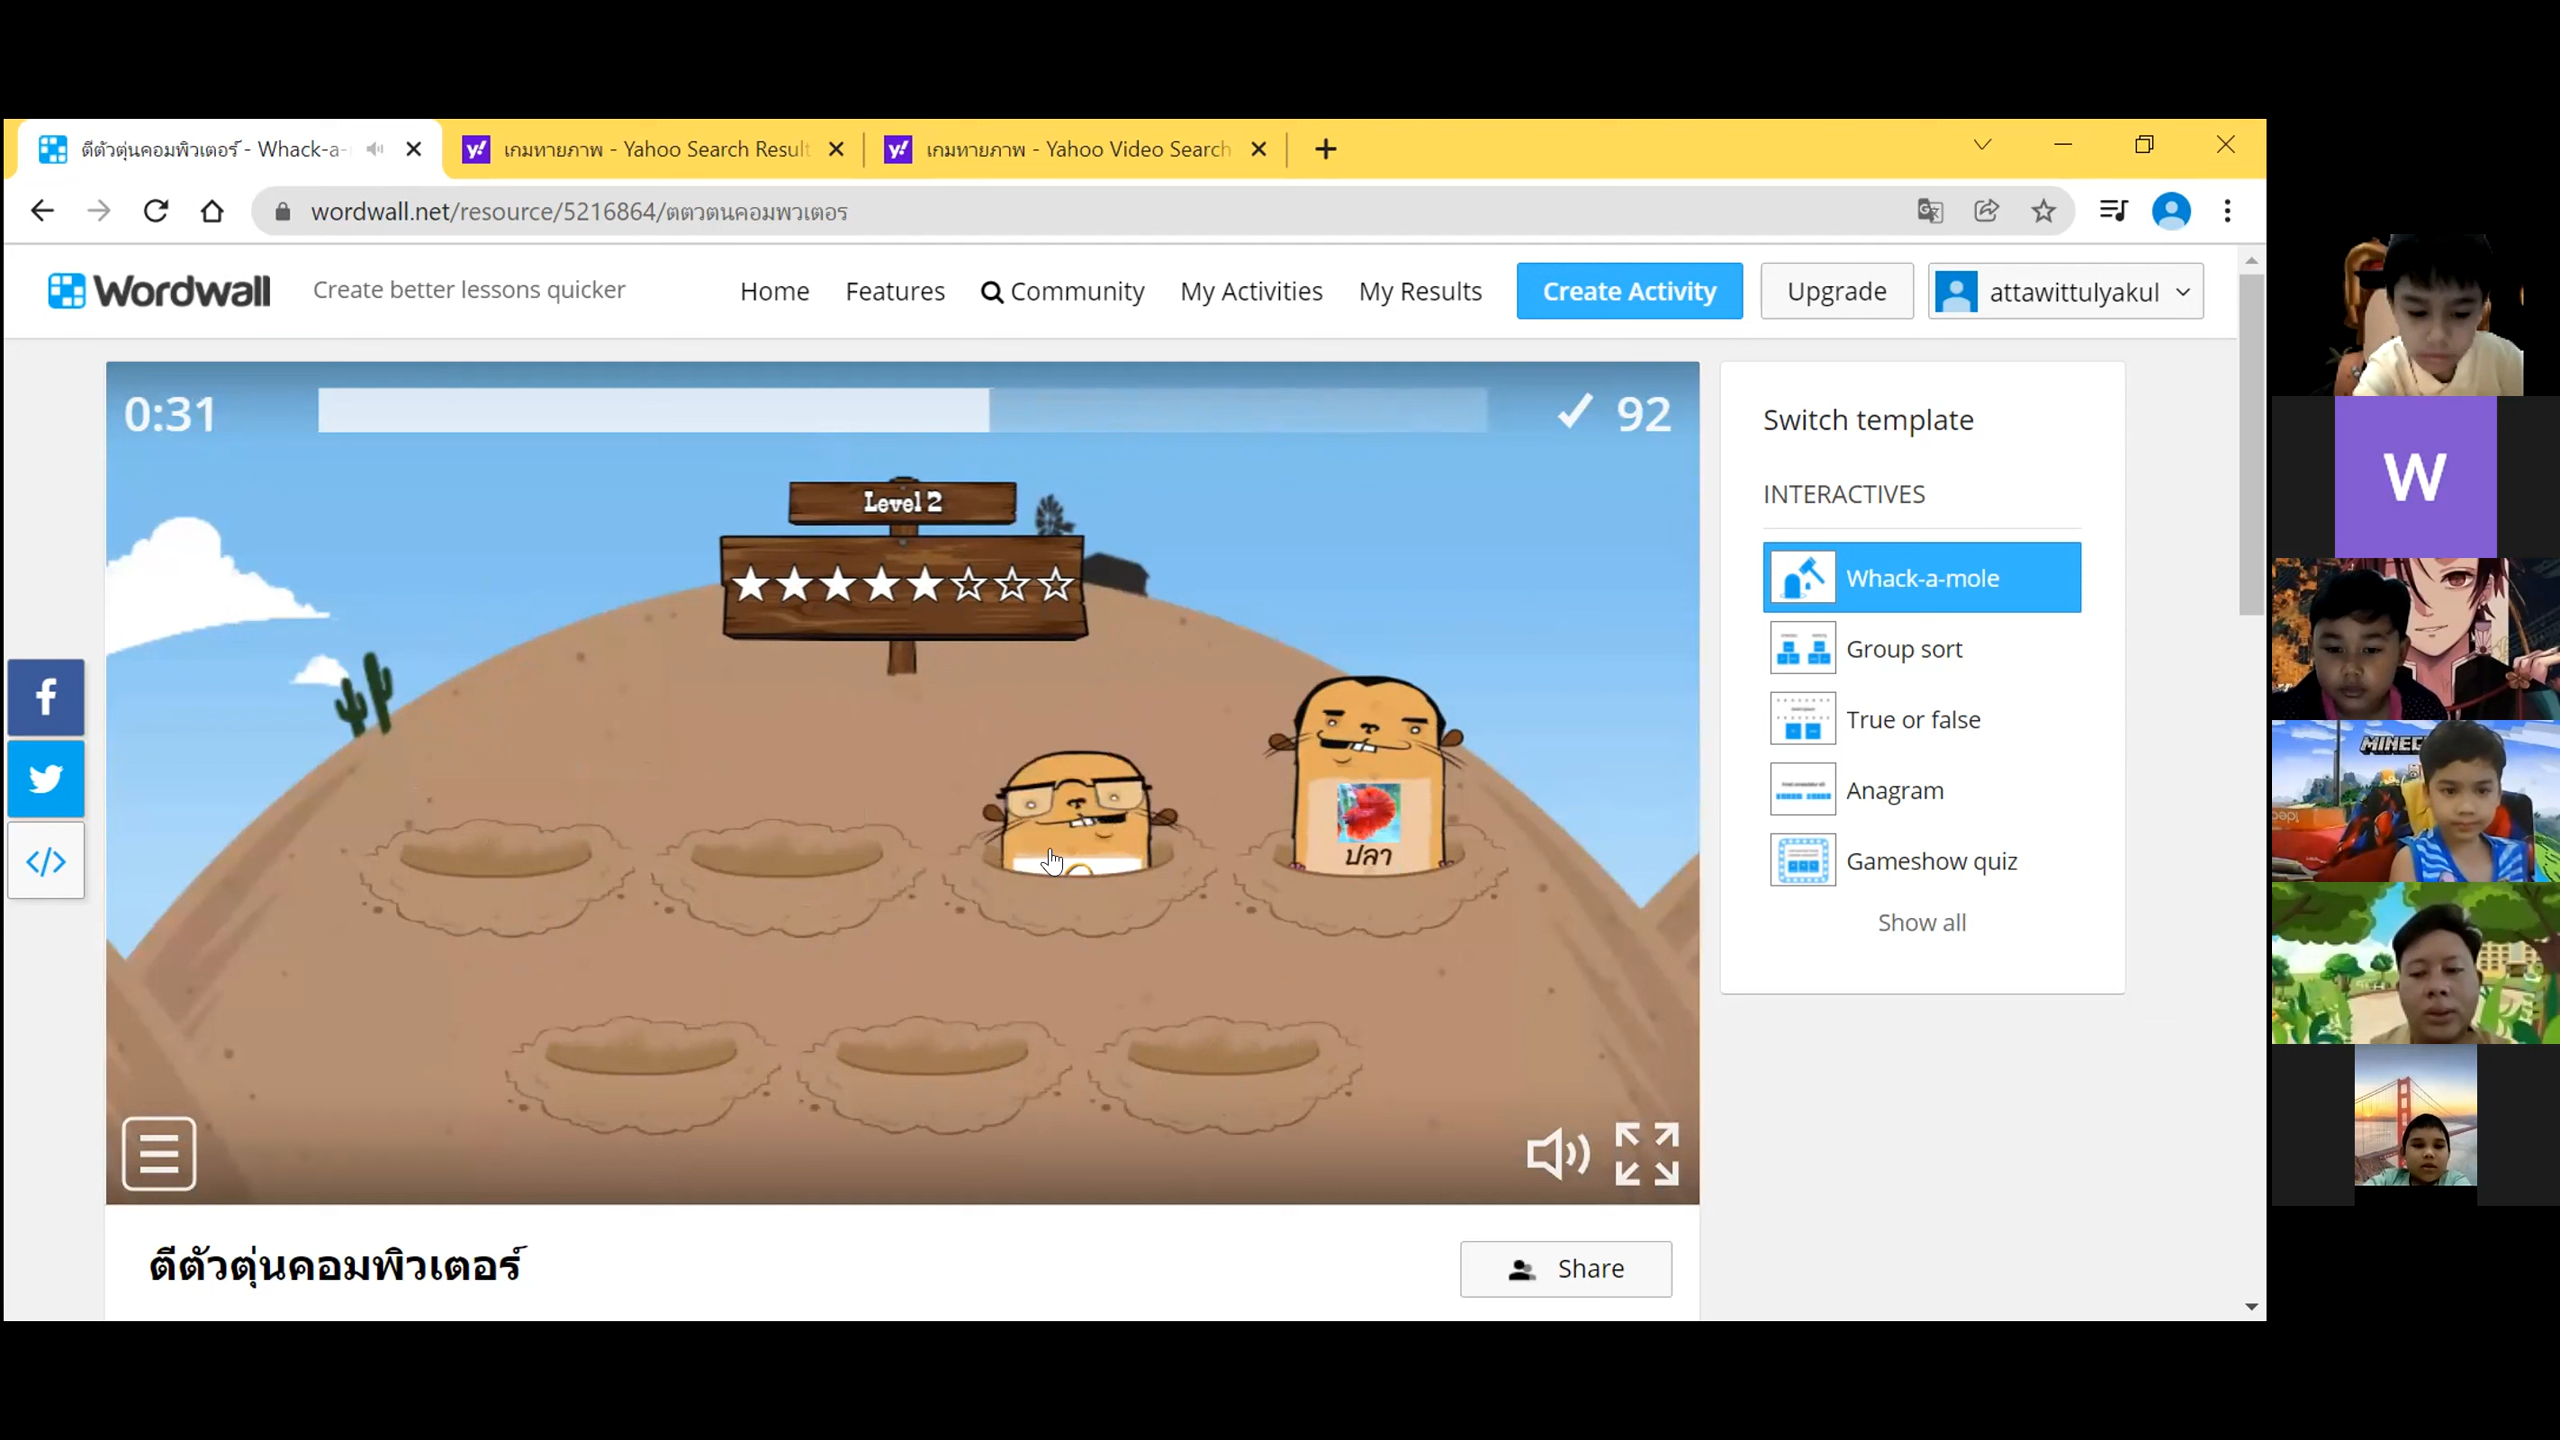 ตีตัวตุ่นคอมพิวเตอร์ - Whack-a-
เกมทายภาพ - Yahoo Search Result
เกมทายภาพ - Yahoo Video Search
wordwall.net/resource/5216864/ตตวตนคอมพวเตอร
Wordwall
Create better lessons quicker
Home
Features
Community
My Activities
My Results
Create Activity
Upgrade
attawittulyakul
0:31
92
Level 2
ปลา
Switch template
INTERACTIVES
Whack-a-mole
Group sort
True or false
Anagram
Gameshow quiz
Show all
ตีตัวตุ่นคอมพิวเตอร์
Share
W